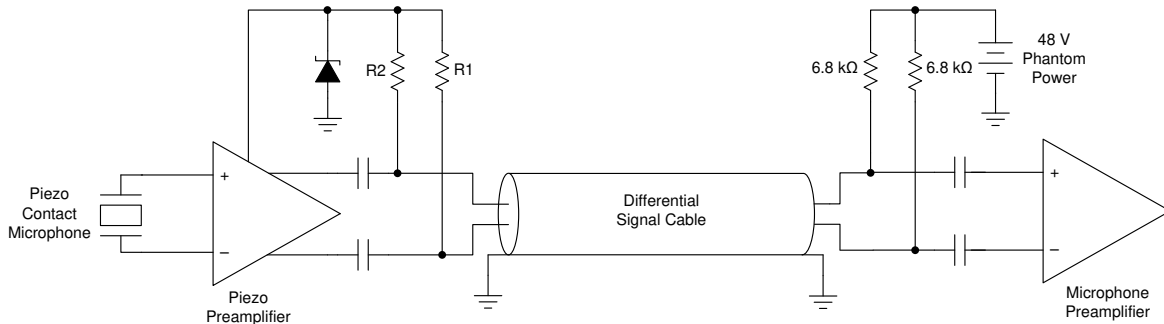 48 V
Phantom
Power
R2
R1
6.8 kΩ
6.8 kΩ
Piezo
Contact
Microphone
+
−
Differential
Signal Cable
+
−
Piezo
Preamplifier
Microphone
Preamplifier